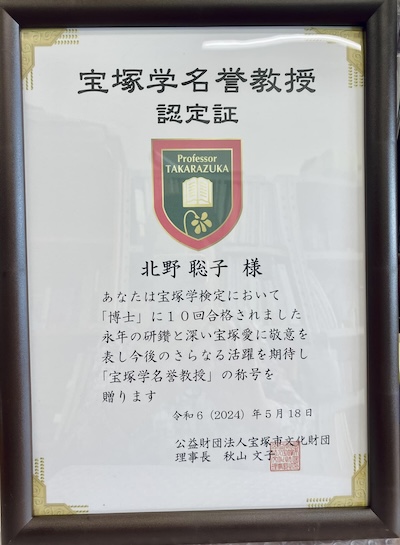 宝塚学名誉教授
認定証
Professor
TAKARAZUKA
北野 聡子 様
あなたは宝塚学検定において
「博士」に10回合格されました
永年の研鑽と深い宝塚愛に敬意を
表し今後のさらなる活躍を期待し
「宝塚学名誉教授」の称号を
贈ります
令和6(2024)年5月18日
公益財団法人宝塚市文化財団
理事長 秋山 文子